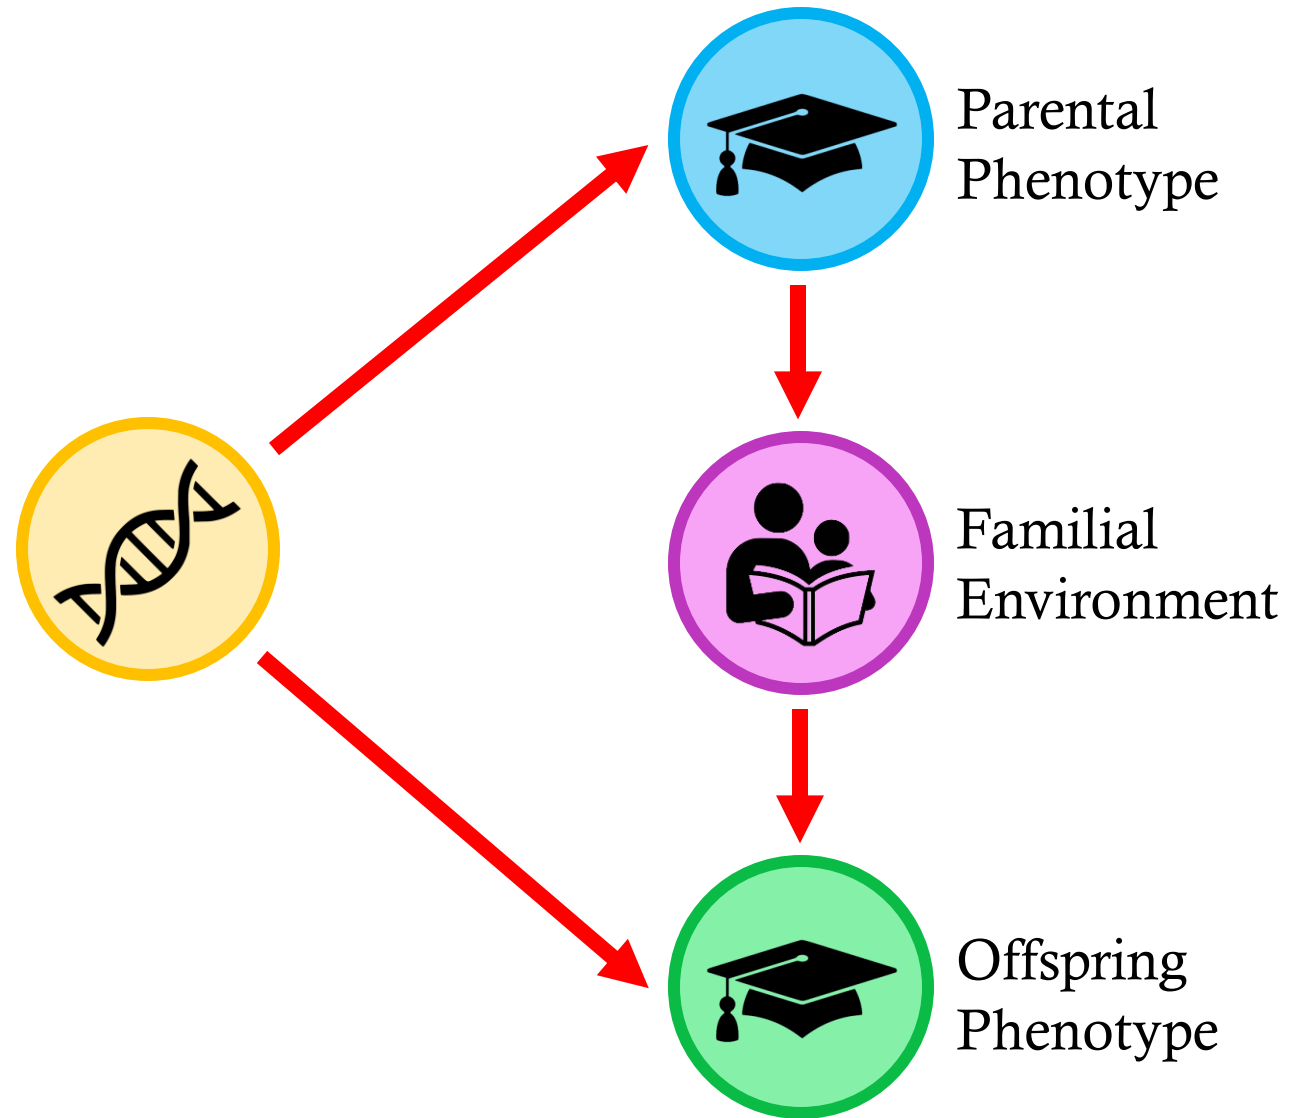 Parental
Phenotype
Familial
Environment
Offspring
Phenotype